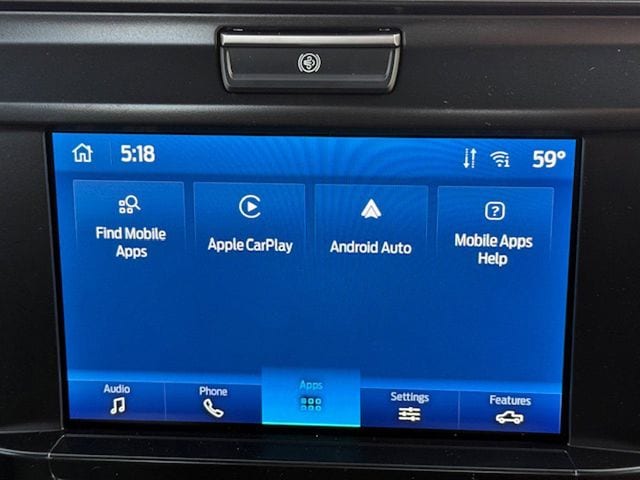 5:18 59°
Find Mobile
Apps
Apple CarPlay
Android Auto
Mobile Apps
Help
Audio
Phone
Apps
Settings
Features